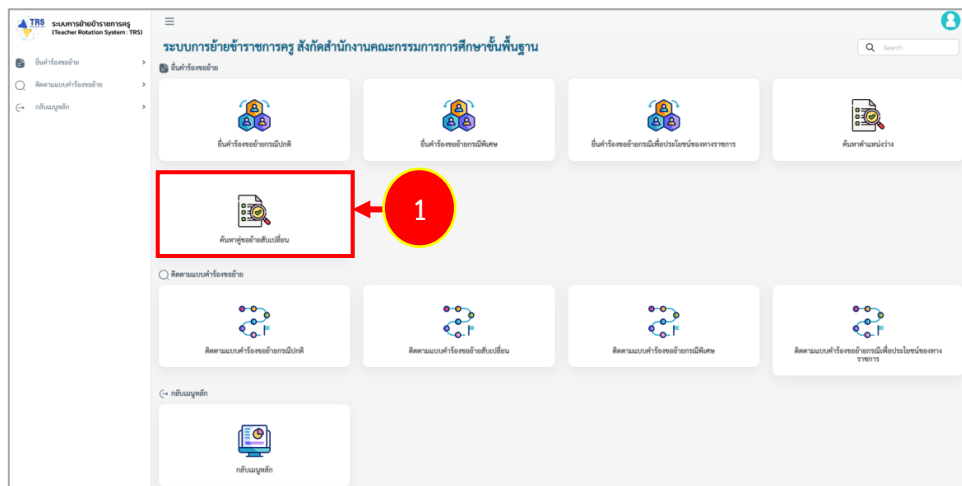 TRS ระบบการย้ายข้าราชการครู
(Teacher Rotation System : TRS)
ยื่นคำร้องขอย้าย
ติดตามแบบคำร้องขอย้าย
กลับเมนูหลัก
ระบบการย้ายข้าราชการครู สังกัดสำนักงานคณะกรรมการการศึกษาขั้นพื้นฐาน
Search
ยื่นคำร้องขอย้าย
ยื่นคำร้องขอย้ายกรณีปกติ
ยื่นคำร้องขอย้ายกรณีพิเศษ
ยื่นคำร้องขอย้ายกรณีเพื่อประโยชน์ของทางราชการ
ค้นหาตำแหน่งว่าง
ค้นหาคู่ขอย้ายสับเปลี่ยน
1
ติดตามแบบคำร้องขอย้าย
ติดตามแบบคำร้องขอย้ายกรณีปกติ
ติดตามแบบคำร้องขอย้ายสับเปลี่ยน
ติดตามแบบคำร้องขอย้ายกรณีพิเศษ
ติดตามแบบคำร้องขอย้ายกรณีเพื่อประโยชน์ของทาง
ราชการ
กลับเมนูหลัก
กลับเมนูหลัก